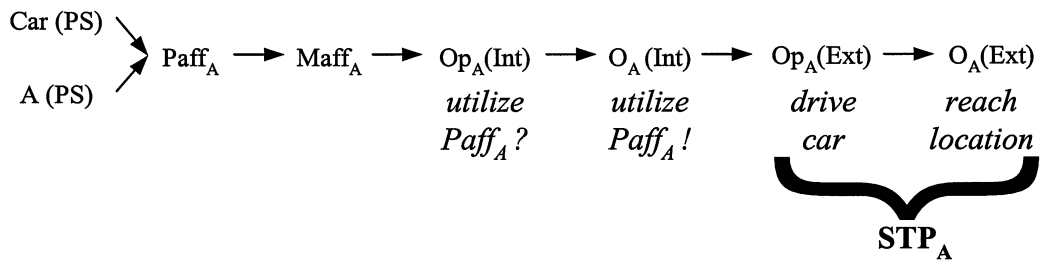 Car (PS)
A (PS)
Paff_A → Maff_A → Op_A(Int) → O_A (Int) → Op_A(Ext) → O_A(Ext)
utilize utilize drive reach
Paff_A ? Paff_A ! car location
STP_A